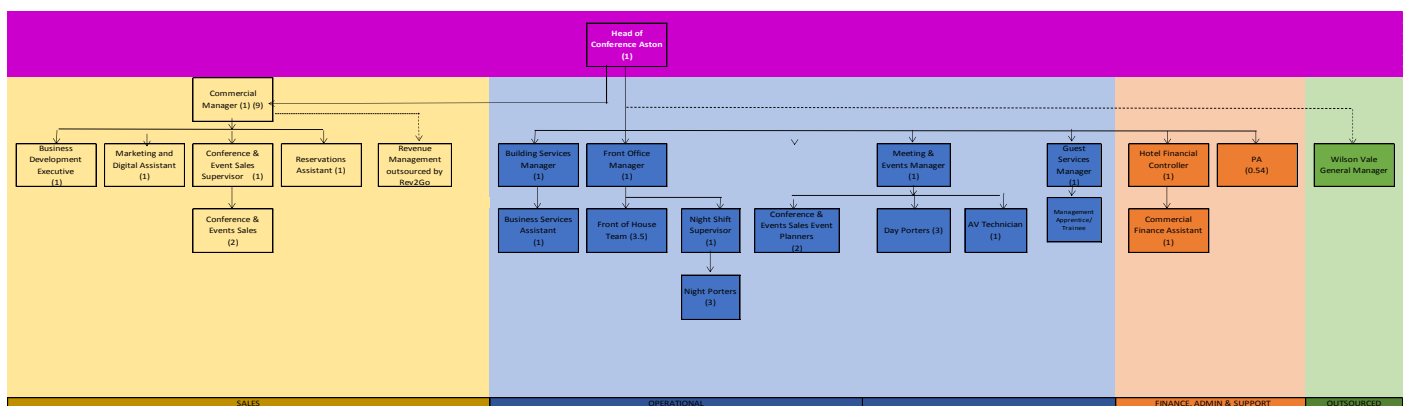 Head of
Conference Aston
(1)
Commercial
Manager (1) (9)
Business
Development
Executive
(1)
Marketing and
Digital Assistant
(1)
Conference &
Event Sales
Supervisor (1)
Reservations
Assistant (1)
Revenue
Management
outsourced by
Rev2Go
Building Services
Manager
(1)
Front Office
Manager
(1)
Meeting &
Events Manager
(1)
Guest
Services
Manager
(1)
Hotel Financial
Controller
(1)
PA
(0.54)
Wilson Vale
General Manager
Conference &
Events Sales
(2)
Business Services
Assistant
(1)
Front of House
Team (3.5)
Night Shift
Supervisor
(1)
Conference &
Events Sales Event
Planners
(2)
Day Porters (3)
AV Technician
(1)
Management
Apprentice/
Trainee
Commercial
Finance Assistant
(1)
Night Porters
(3)
SALES
OPERATIONAL
FINANCE, ADMIN & SUPPORT
OUTSOURCED